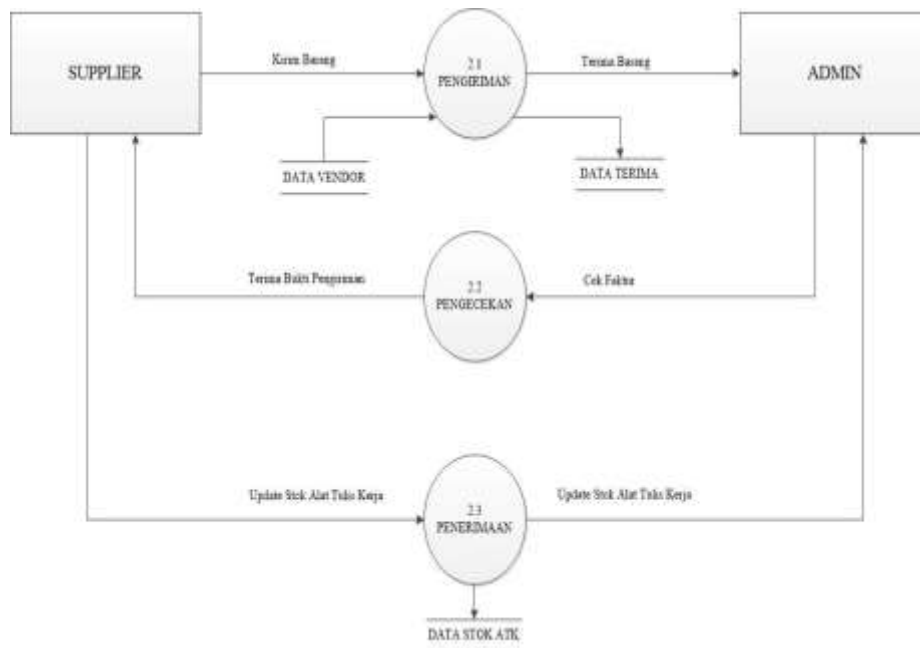 SUPPLIER
Kirim Barang
2.1
PENGIRIMAN
Terima Barang
ADMIN
DATA VENDOR
DATA TERIMA
Terima Bukti Pengiriman
2.2
PENGECEKAN
Cek Faktur
Update Stok Alat Tulis Kerja
2.3
PENERIMAAN
Update Stok Alat Tulis Kerja
DATA STOK ATK